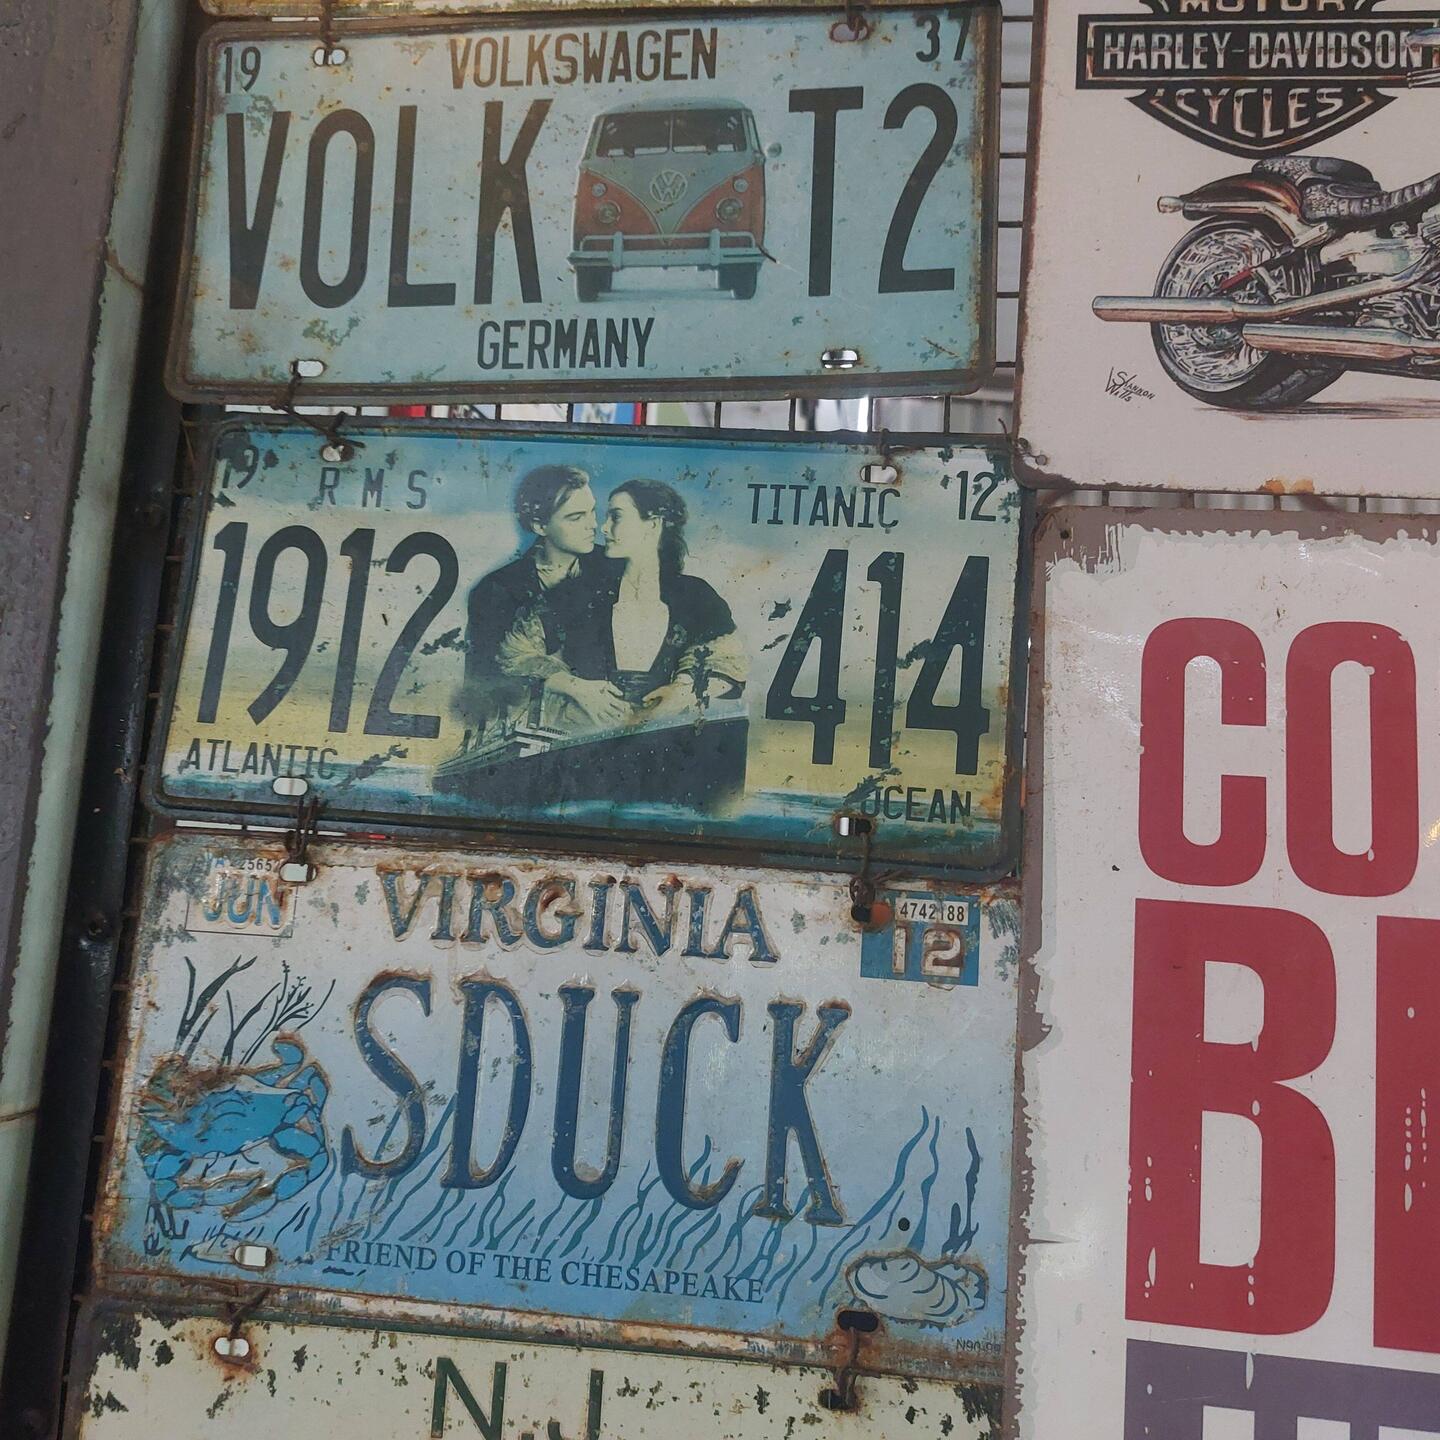 19 VOLKSWAGEN 37
VOLK T2
GERMANY
19 RMS TITANIC 12
1912 414
ATLANTIC OCEAN
JUN VIRGINIA 4742188
12
SDUCK
FRIEND OF THE CHESAPEAKE
N.J
MOTOR
HARLEY-DAVIDSON
CYCLES
CO
B